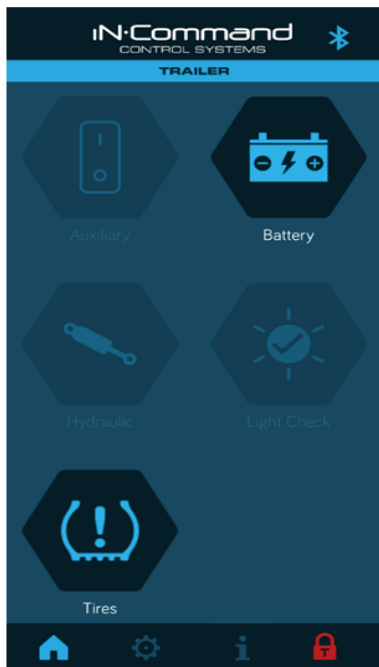 iN·Command
CONTROL SYSTEMS
TRAILER
Auxiliary
Battery
Hydraulic
Light Check
Tires